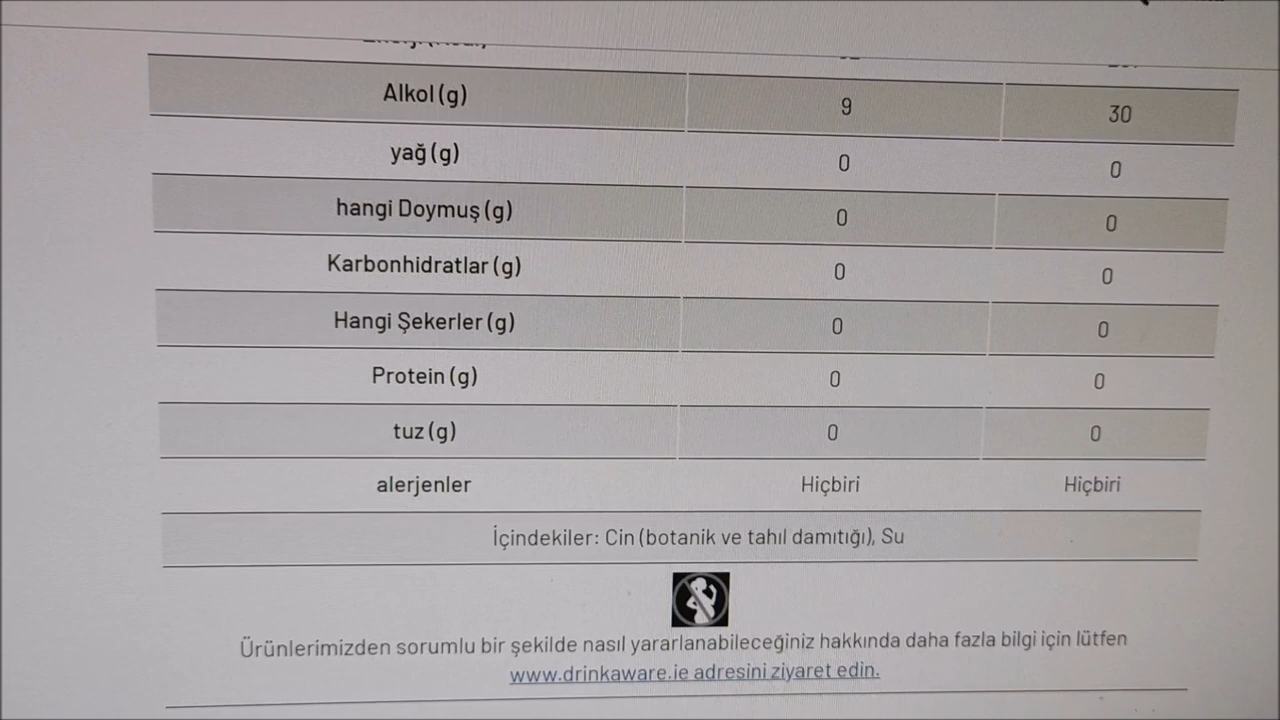 Alkol (g) 9 30
yağ (g) 0 0
hangi Doymuş (g) 0 0
Karbonhidratlar (g) 0 0
Hangi Şekerler (g) 0 0
Protein (g) 0 0
tuz (g) 0 0
alerjenler Hiçbiri Hiçbiri
İçindekiler: Cin (botanik ve tahıl damıtığı), Su
Ürünlerimizden sorumlu bir şekilde nasıl yararlanabileceğiniz hakkında daha fazla bilgi için lütfen
www.drinkaware.ie adresini ziyaret edin.